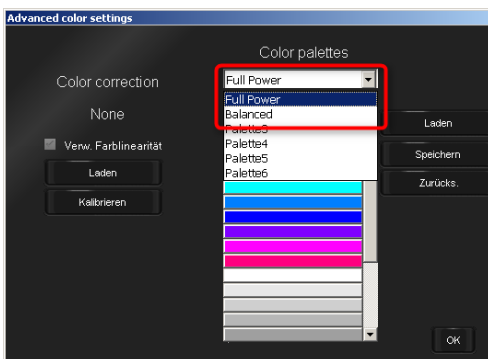 Advanced color settings
Color palettes
Color correction
Full Power
None
Full Power
Balanced
Palette3
Palette4
Palette5
Palette6
Verw. Farblinearität
Laden
Kalibrieren
Laden
Speichern
Zurücks.
OK